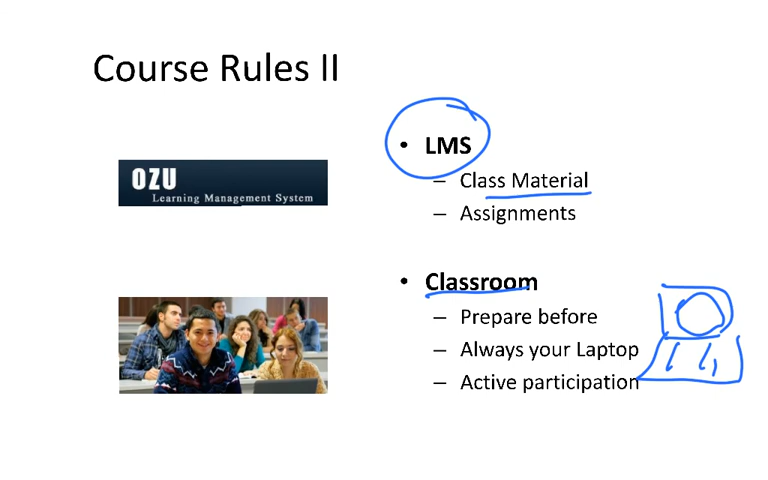 Course Rules II
OZU
Learning Management System
• LMS
– Class Material
– Assignments
• Classroom
– Prepare before
– Always your Laptop
– Active participation